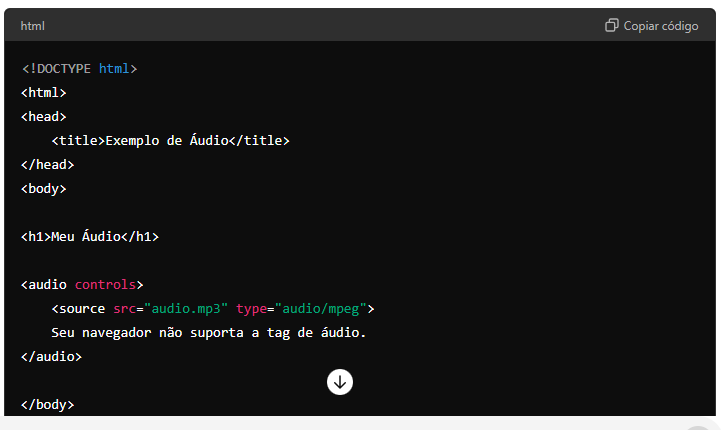 html
Copiar código
<!DOCTYPE html>
<html>
<head>
    <title>Exemplo de Áudio</title>
</head>
<body>
<h1>Meu Áudio</h1>
<audio controls>
    <source src="audio.mp3" type="audio/mpeg">
    Seu navegador não suporta a tag de áudio.
</audio>
</body>